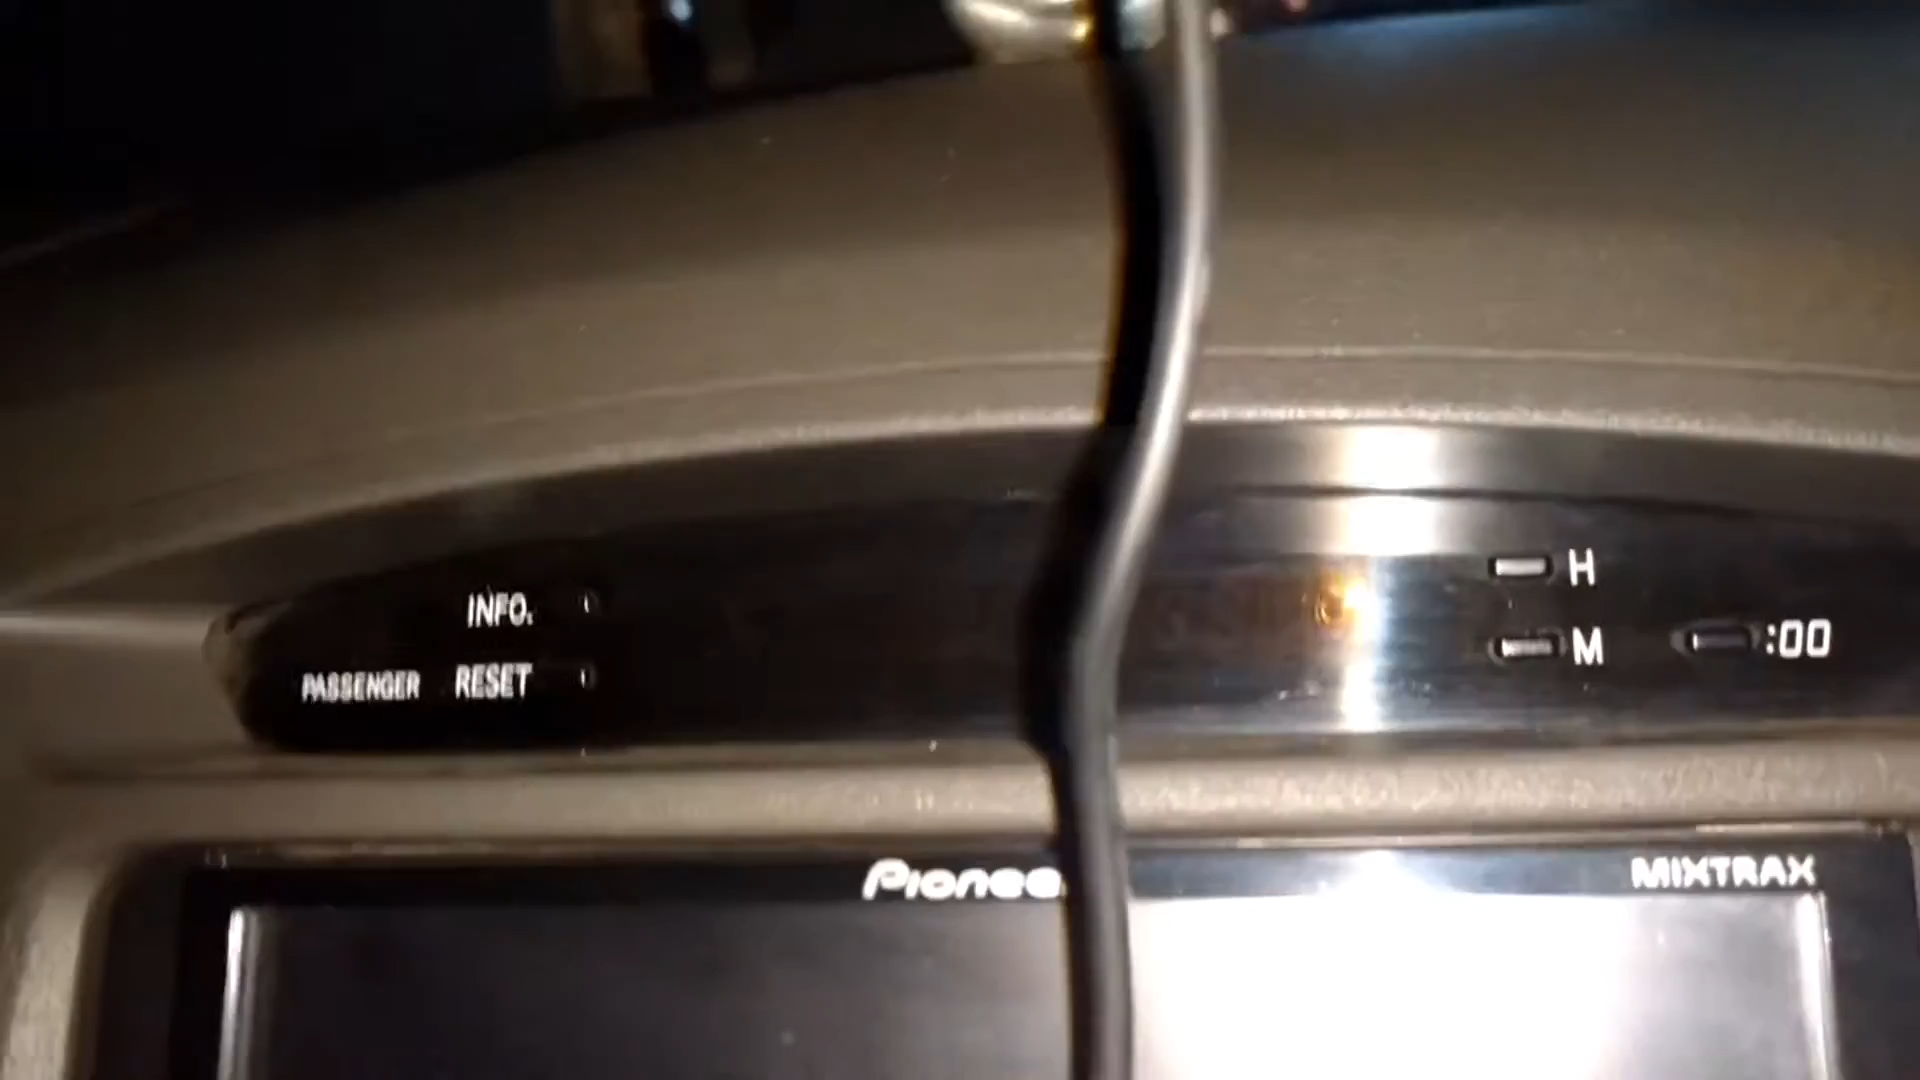 INFO.
H
PASSENGER RESET
M
:00
Pionee
MIXTRAX